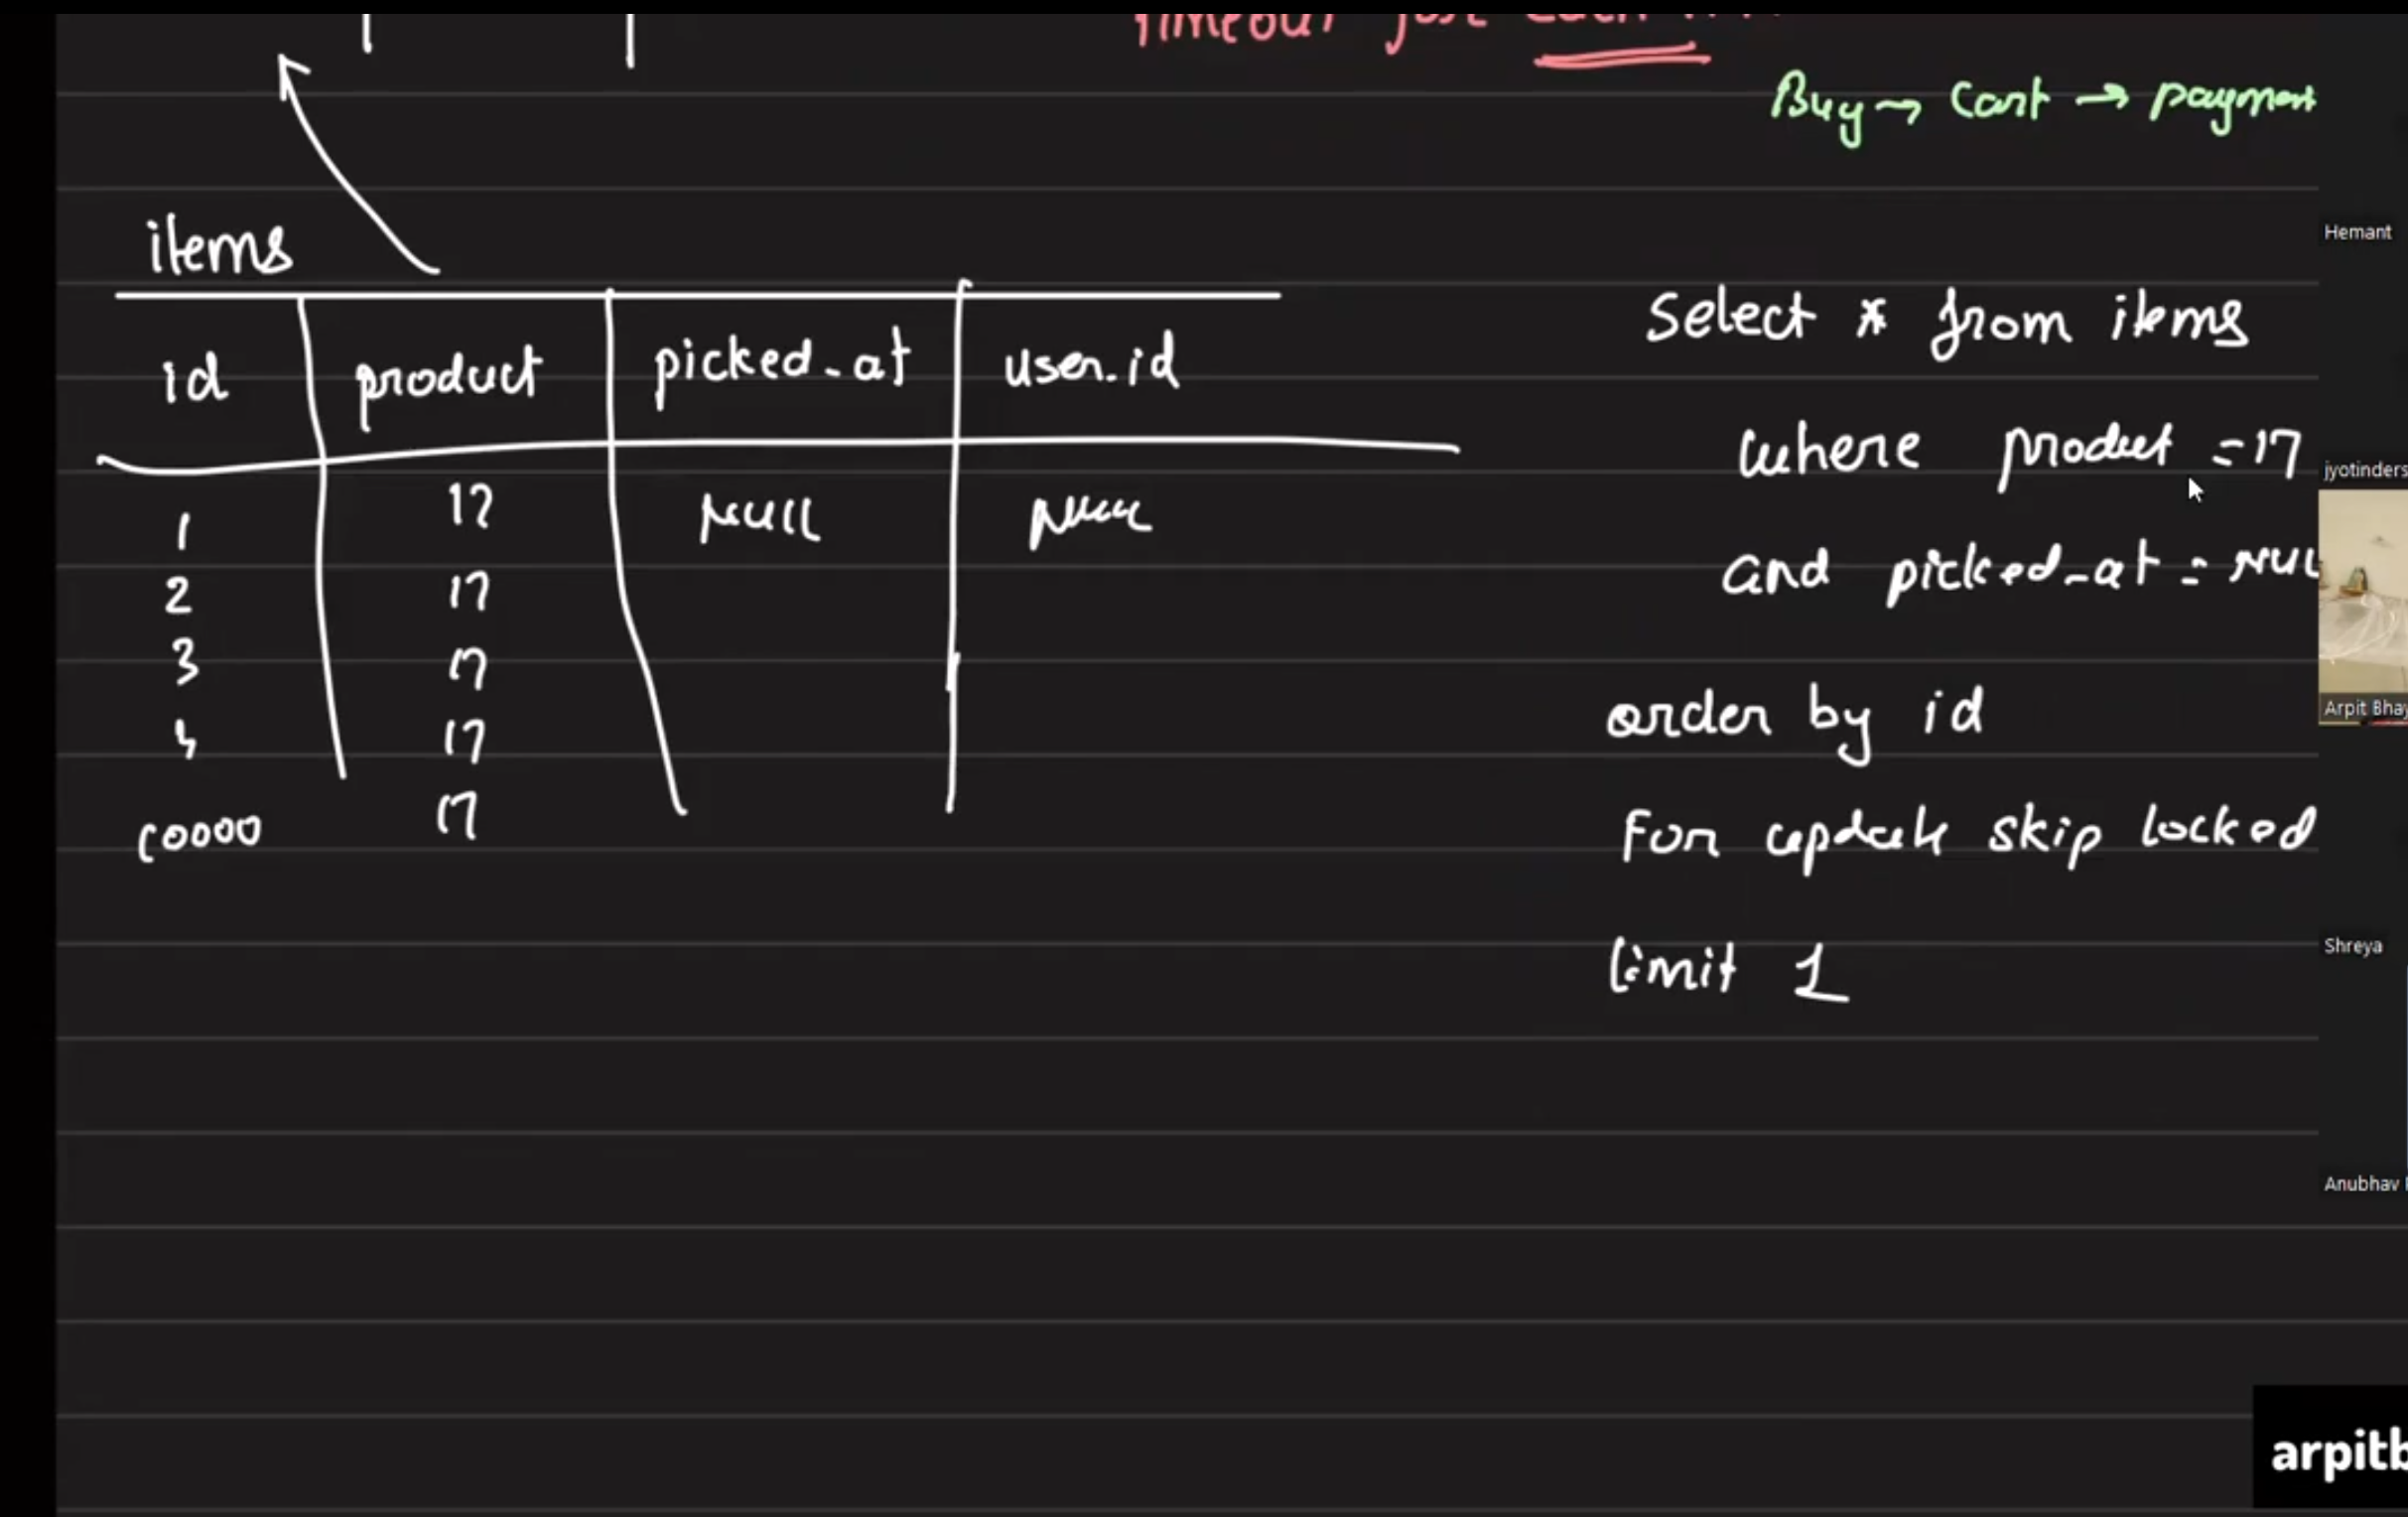 Timeout just each
Buy → Cart → payment
items
id product picked_at user_id
1 17 NULL NULL
2 17
3 17
4 17
10000 17
Select * from items
where product = 17
and picked_at = NUL
order by id
For update skip locked
limit 1
Hemant
jyotinders
Arpit Bhay
Shreya
Anubhav
arpitb